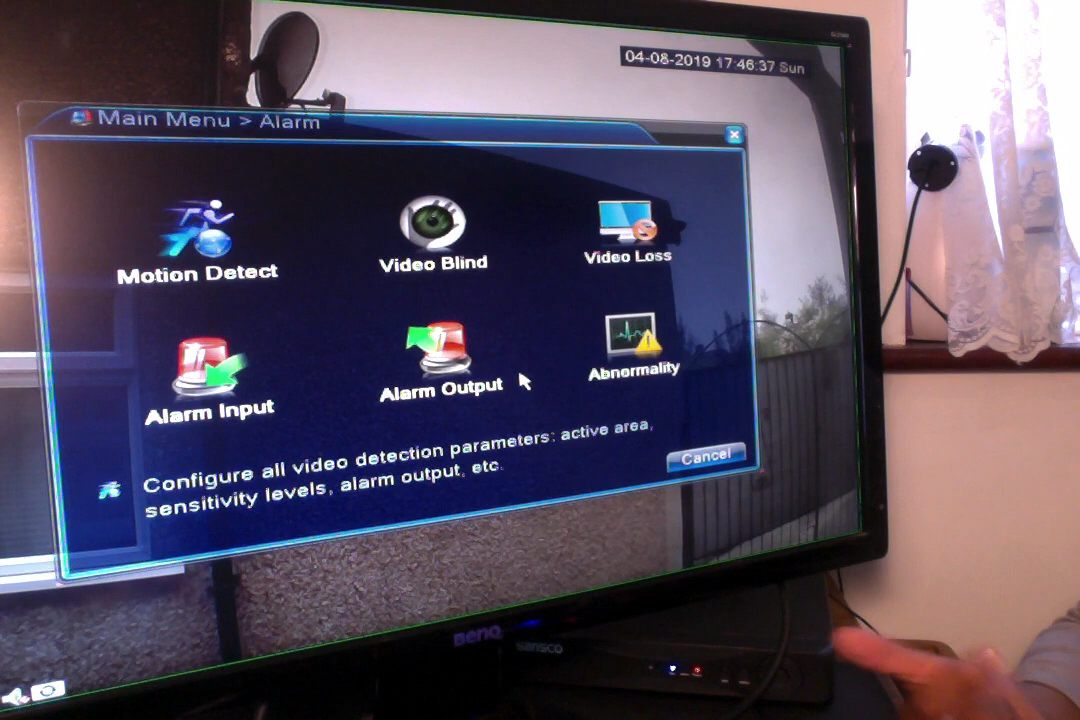 04-08-2019 17:46:37 Sun
Main Menu > Alarm
Motion Detect
Video Blind
Video Loss
Alarm Input
Alarm Output
Abnormality
Configure all video detection parameters: active area,
sensitivity levels, alarm output, etc.
Cancel
BenQ